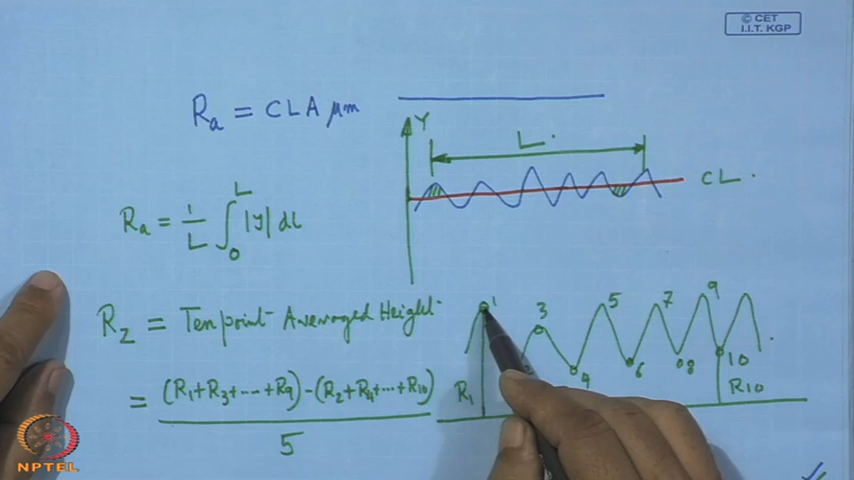 © CET
I.I.T. KGP
Ra = CLA μm
Y
L
CL
Ra = 1/L ∫₀ᴸ |y| dl
Rz = Ten point Averaged Height
= (R1+R3+---+R9) - (R2+R4+---+R10) / 5
1
3
4
5
6
7
8
9
10
R1
R10
NPTEL